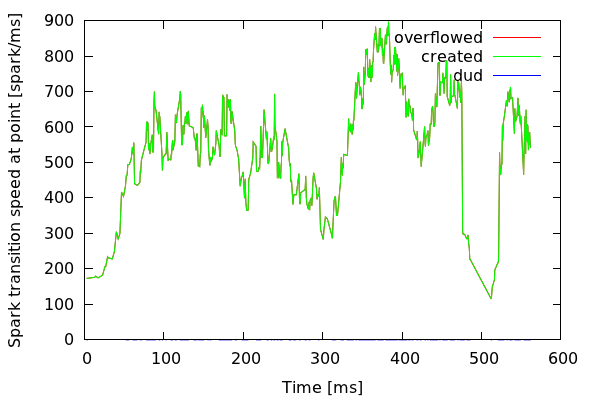 Spark transition speed at point [spark/ms]
900
800
700
600
500
400
300
200
100
0
overflowed
created
dud
0 100 200 300 400 500 600
Time [ms]